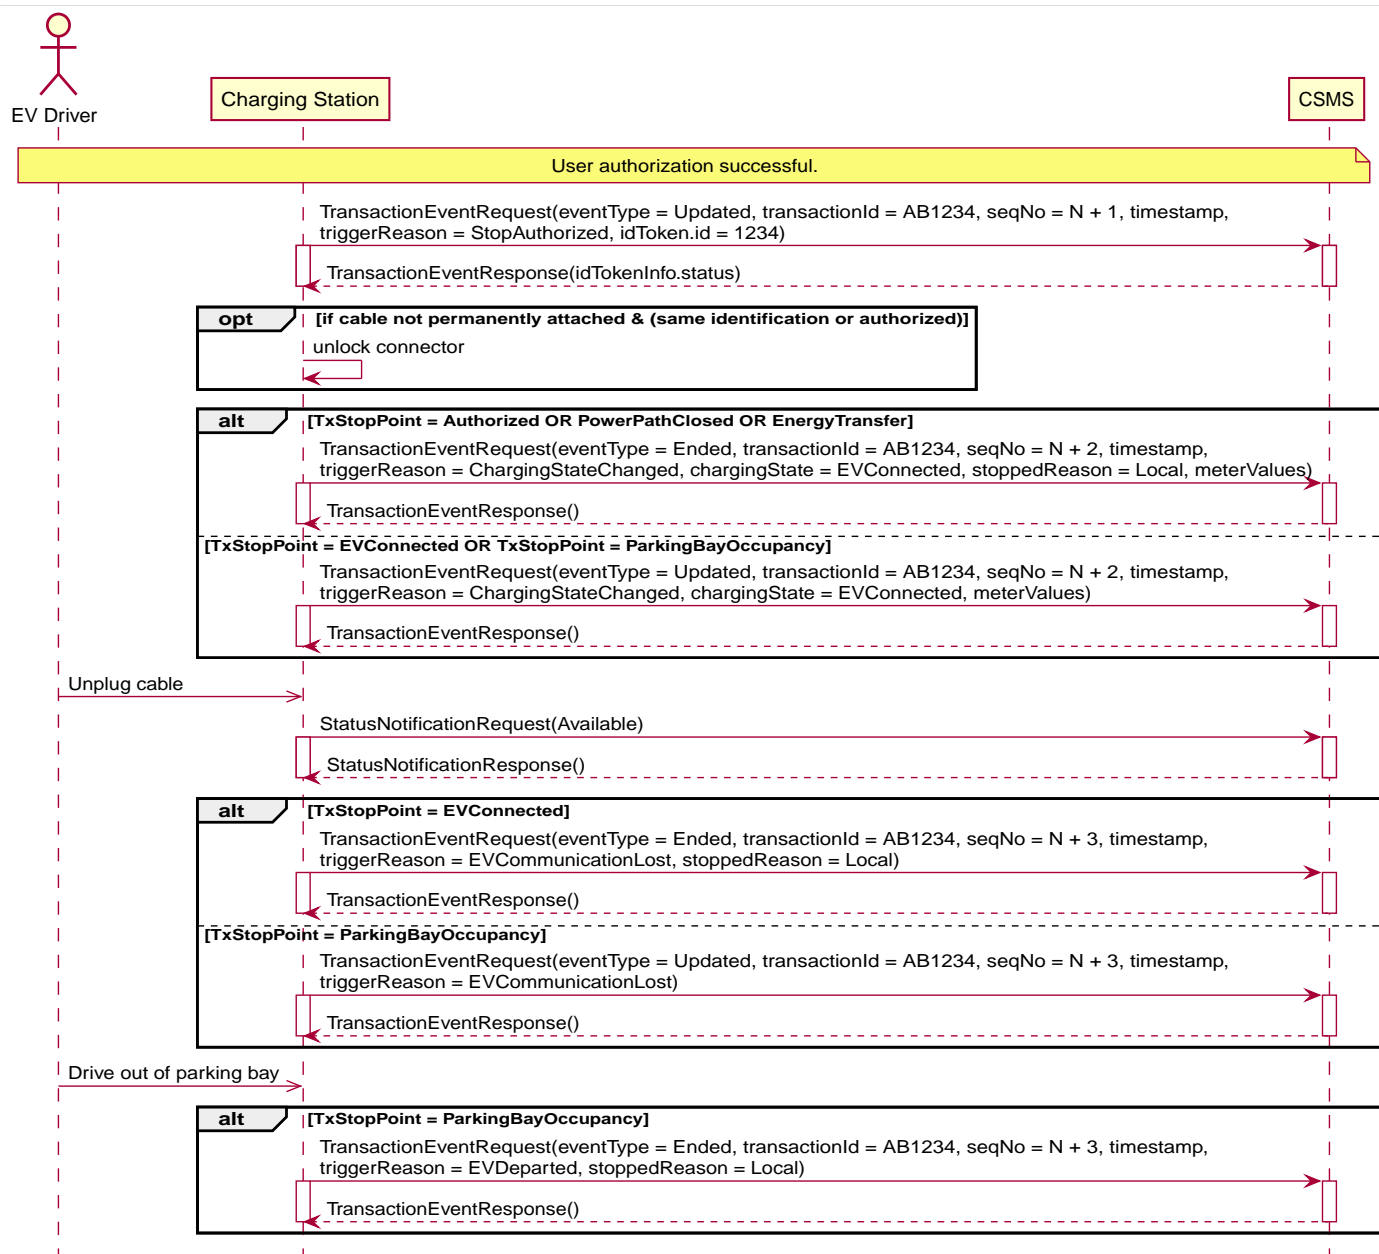 EV Driver
Charging Station
CSMS
User authorization successful.
TransactionEventRequest(eventType = Updated, transactionId = AB1234, seqNo = N + 1, timestamp,
triggerReason = StopAuthorized, idToken.id = 1234)
TransactionEventResponse(idTokenInfo.status)
opt [if cable not permanently attached & (same identification or authorized)]
unlock connector
alt [TxStopPoint = Authorized OR PowerPathClosed OR EnergyTransfer]
TransactionEventRequest(eventType = Ended, transactionId = AB1234, seqNo = N + 2, timestamp,
triggerReason = ChargingStateChanged, chargingState = EVConnected, stoppedReason = Local, meterValues)
TransactionEventResponse()
[TxStopPoint = EVConnected OR TxStopPoint = ParkingBayOccupancy]
TransactionEventRequest(eventType = Updated, transactionId = AB1234, seqNo = N + 2, timestamp,
triggerReason = ChargingStateChanged, chargingState = EVConnected, meterValues)
TransactionEventResponse()
Unplug cable
StatusNotificationRequest(Available)
StatusNotificationResponse()
alt [TxStopPoint = EVConnected]
TransactionEventRequest(eventType = Ended, transactionId = AB1234, seqNo = N + 3, timestamp,
triggerReason = EVCommunicationLost, stoppedReason = Local)
TransactionEventResponse()
[TxStopPoint = ParkingBayOccupancy]
TransactionEventRequest(eventType = Updated, transactionId = AB1234, seqNo = N + 3, timestamp,
triggerReason = EVCommunicationLost)
TransactionEventResponse()
Drive out of parking bay
alt [TxStopPoint = ParkingBayOccupancy]
TransactionEventRequest(eventType = Ended, transactionId = AB1234, seqNo = N + 3, timestamp,
triggerReason = EVDeparted, stoppedReason = Local)
TransactionEventResponse()